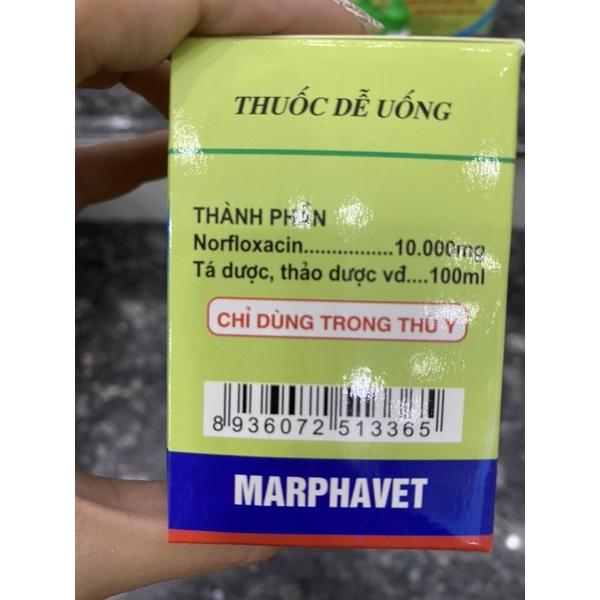 THUỐC DỄ UỐNG
THÀNH PHẦN
Norfloxacin................10.000mg
Tá dược, thảo dược vđ....100ml
CHỈ DÙNG TRONG THÚ Y
8 936072 513365
MARPHAVET